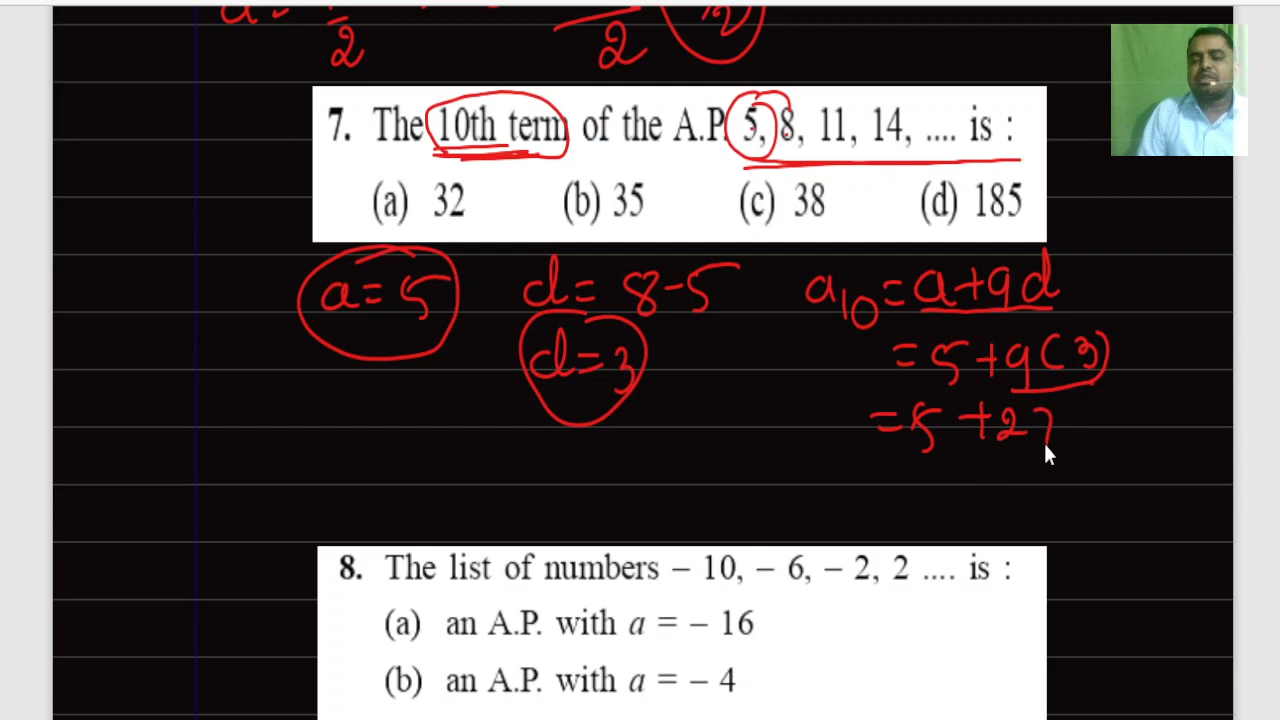 2 2
7. The 10th term of the A.P. 5, 8, 11, 14, .... is :
(a) 32 (b) 35 (c) 38 (d) 185
a = 5 d = 8-5 a10 = a+9d
d = 3 = 5 + 9(3)
= 5 + 27
8. The list of numbers – 10, – 6, – 2, 2 .... is :
(a) an A.P. with a = – 16
(b) an A.P. with a = – 4